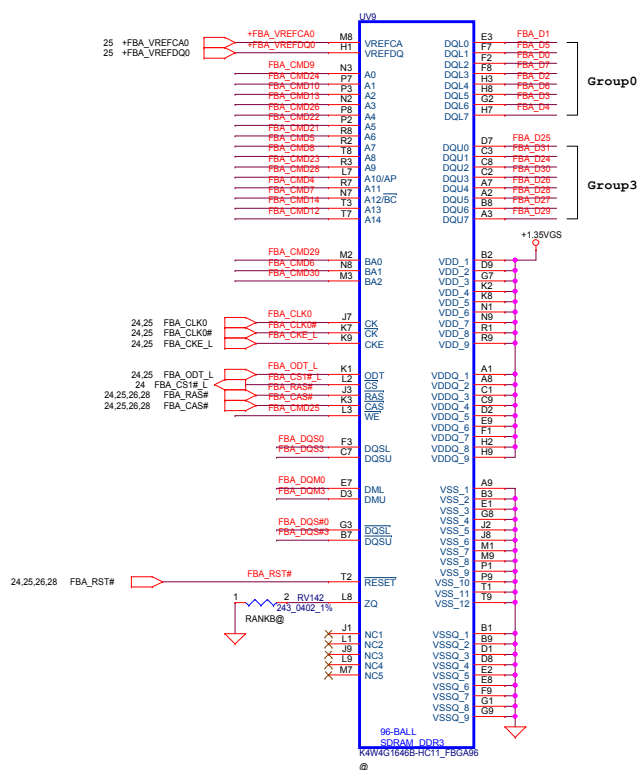 UV9
25 +FBA_VREFCA0 +FBA_VREFCA0 M8 VREFCA
25 +FBA_VREFDQ0 +FBA_VREFDQ0 H1 VREFDQ
FBA_CMD9 N3 A0
FBA_CMD24 P7 A1
FBA_CMD10 P3 A2
FBA_CMD13 N2 A3
FBA_CMD26 P8 A4
FBA_CMD22 P2 A5
FBA_CMD21 R8 A6
FBA_CMD5 R2 A7
FBA_CMD8 T8 A8
FBA_CMD23 R3 A9
FBA_CMD28 L7 A10/AP
FBA_CMD4 R7 A11
FBA_CMD7 N7 A12/BC
FBA_CMD14 T3 A13
FBA_CMD12 T7 A14
FBA_CMD29 M2 BA0
FBA_CMD6 N8 BA1
FBA_CMD30 M3 BA2
24,25 FBA_CLK0 FBA_CLK0 J7 CK
24,25 FBA_CLK0# FBA_CLK0# K7 CK
24,25 FBA_CKE_L FBA_CKE_L K9 CKE
24,25 FBA_ODT_L FBA_ODT_L K1 ODT
24 FBA_CS1#_L FBA_CS1#_L L2 CS
24,25,26,28 FBA_RAS# FBA_RAS# J3 RAS
24,25,26,28 FBA_CAS# FBA_CAS# K3 CAS
FBA_CMD25 L3 WE
FBA_DQS0 F3 DQSL
FBA_DQS3 C7 DQSU
FBA_DQM0 E7 DML
FBA_DQM3 D3 DMU
FBA_DQS#0 G3 DQSL
FBA_DQS#3 B7 DQSU
24,25,26,28 FBA_RST# FBA_RST# T2 RESET
1 2 RV142 L8 ZQ
243_0402_1%
RANKB@
J1 NC1
L1 NC2
J9 NC3
L9 NC4
M7 NC5
DQL0 E3 FBA_D1
DQL1 F7 FBA_D5
DQL2 F2 FBA_D0
DQL3 F8 FBA_D7
DQL4 H3 FBA_D2
DQL5 H8 FBA_D6
DQL6 G2 FBA_D3
DQL7 H7 FBA_D4
Group0
DQU0 D7 FBA_D25
DQU1 C3 FBA_D31
DQU2 C8 FBA_D24
DQU3 C2 FBA_D30
DQU4 A7 FBA_D26
DQU5 A2 FBA_D28
DQU6 B8 FBA_D27
DQU7 A3 FBA_D29
Group3
+1.35VGS
VDD_1 B2
VDD_2 D9
VDD_3 G7
VDD_4 K2
VDD_5 K8
VDD_6 N1
VDD_7 N9
VDD_8 R1
VDD_9 R9
VDDQ_1 A1
VDDQ_2 A8
VDDQ_3 C1
VDDQ_4 C9
VDDQ_5 D2
VDDQ_6 E9
VDDQ_7 F1
VDDQ_8 H2
VDDQ_9 H9
VSS_1 A9
VSS_2 B3
VSS_3 E1
VSS_4 G8
VSS_5 J2
VSS_6 J8
VSS_7 M1
VSS_8 M9
VSS_9 P1
VSS_10 P9
VSS_11 T1
VSS_12 T9
VSSQ_1 B1
VSSQ_2 B9
VSSQ_3 D1
VSSQ_4 D8
VSSQ_5 E2
VSSQ_6 E8
VSSQ_7 F9
VSSQ_8 G1
VSSQ_9 G9
96-BALL
SDRAM_DDR3
K4W4G1646B-HC11_FBGA96
@